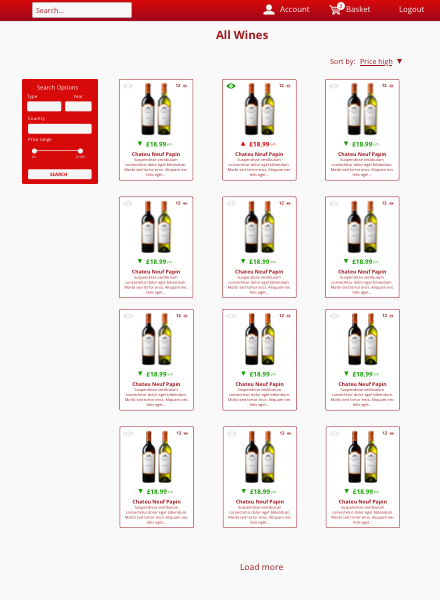 Search...
Account
Basket
Logout
All Wines
Sort by: Price high
Search Options
Type Year
Country
Price range
SEARCH
12
12
12
£18.99
£18.99
£18.99
Chateu Neuf Papin
Suspendisse vestibulum
consectetur dolor eget bibendum.
Morbi sed tortor eros. Aliquam nec
felis eget...
Chateu Neuf Papin
Suspendisse vestibulum
consectetur dolor eget bibendum.
Morbi sed tortor eros. Aliquam nec
felis eget...
Chateu Neuf Papin
Suspendisse vestibulum
consectetur dolor eget bibendum.
Morbi sed tortor eros. Aliquam nec
felis eget...
12
12
12
£18.99
£18.99
£18.99
Chateu Neuf Papin
Suspendisse vestibulum
consectetur dolor eget bibendum.
Morbi sed tortor eros. Aliquam nec
felis eget...
Chateu Neuf Papin
Suspendisse vestibulum
consectetur dolor eget bibendum.
Morbi sed tortor eros. Aliquam nec
felis eget...
Chateu Neuf Papin
Suspendisse vestibulum
consectetur dolor eget bibendum.
Morbi sed tortor eros. Aliquam nec
felis eget...
12
12
12
£18.99
£18.99
£18.99
Chateu Neuf Papin
Suspendisse vestibulum
consectetur dolor eget bibendum.
Morbi sed tortor eros. Aliquam nec
felis eget...
Chateu Neuf Papin
Suspendisse vestibulum
consectetur dolor eget bibendum.
Morbi sed tortor eros. Aliquam nec
felis eget...
Chateu Neuf Papin
Suspendisse vestibulum
consectetur dolor eget bibendum.
Morbi sed tortor eros. Aliquam nec
felis eget...
12
12
12
£18.99
£18.99
£18.99
Chateu Neuf Papin
Suspendisse vestibulum
consectetur dolor eget bibendum.
Morbi sed tortor eros. Aliquam nec
felis eget...
Chateu Neuf Papin
Suspendisse vestibulum
consectetur dolor eget bibendum.
Morbi sed tortor eros. Aliquam nec
felis eget...
Chateu Neuf Papin
Suspendisse vestibulum
consectetur dolor eget bibendum.
Morbi sed tortor eros. Aliquam nec
felis eget...
Load more